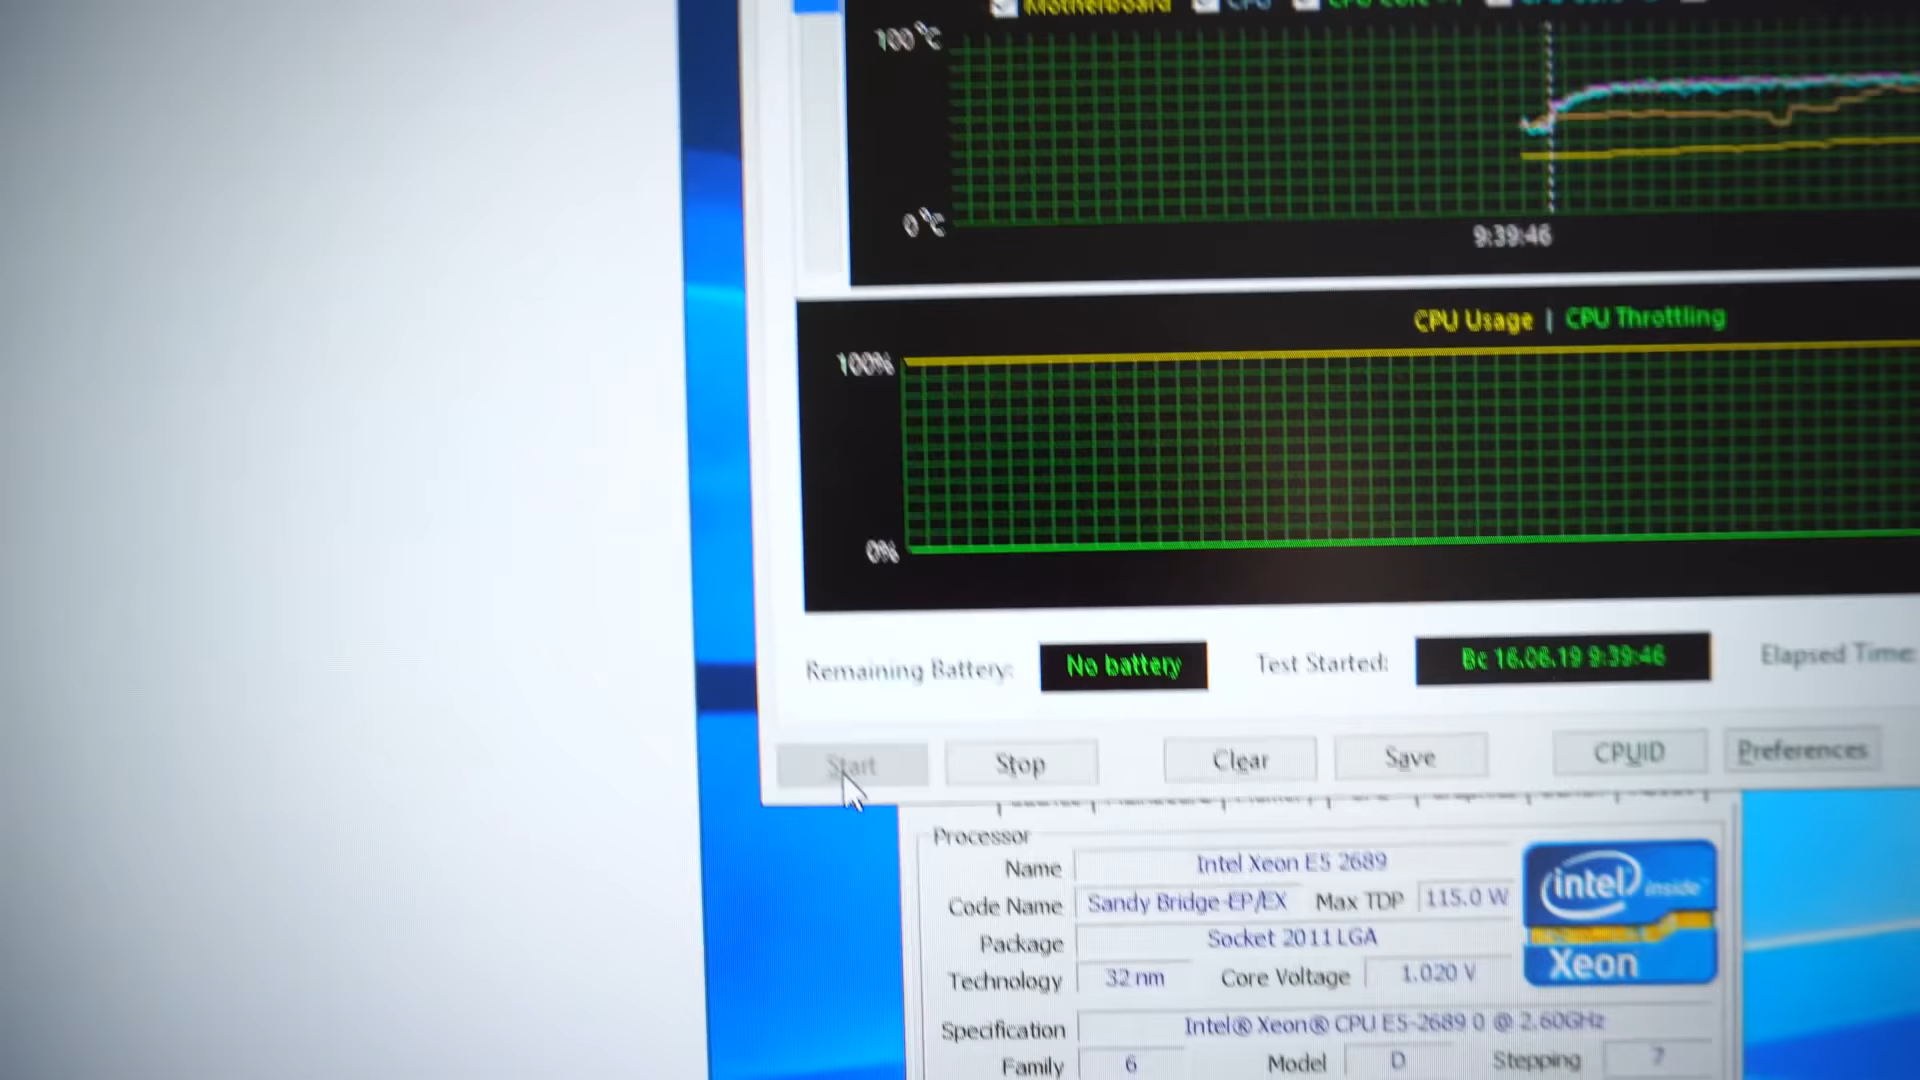 Motherboard CPU
100°C
0°C
9:39:46
CPU Usage | CPU Throttling
100%
0%
Remaining Battery: No battery Test Started: Вс 16.06.19 9:39:46 Elapsed Time:
Start Stop Clear Save CPUID Preferences
Processor
Name Intel Xeon E5 2689
Code Name Sandy Bridge-EP/EX Max TDP 115.0 W
Package Socket 2011 LGA
Technology 32 nm Core Voltage 1.020 V
Specification Intel® Xeon® CPU E5-2689 0 @ 2.60GHz
Family 6 Model D Stepping 7
intel inside
Xeon